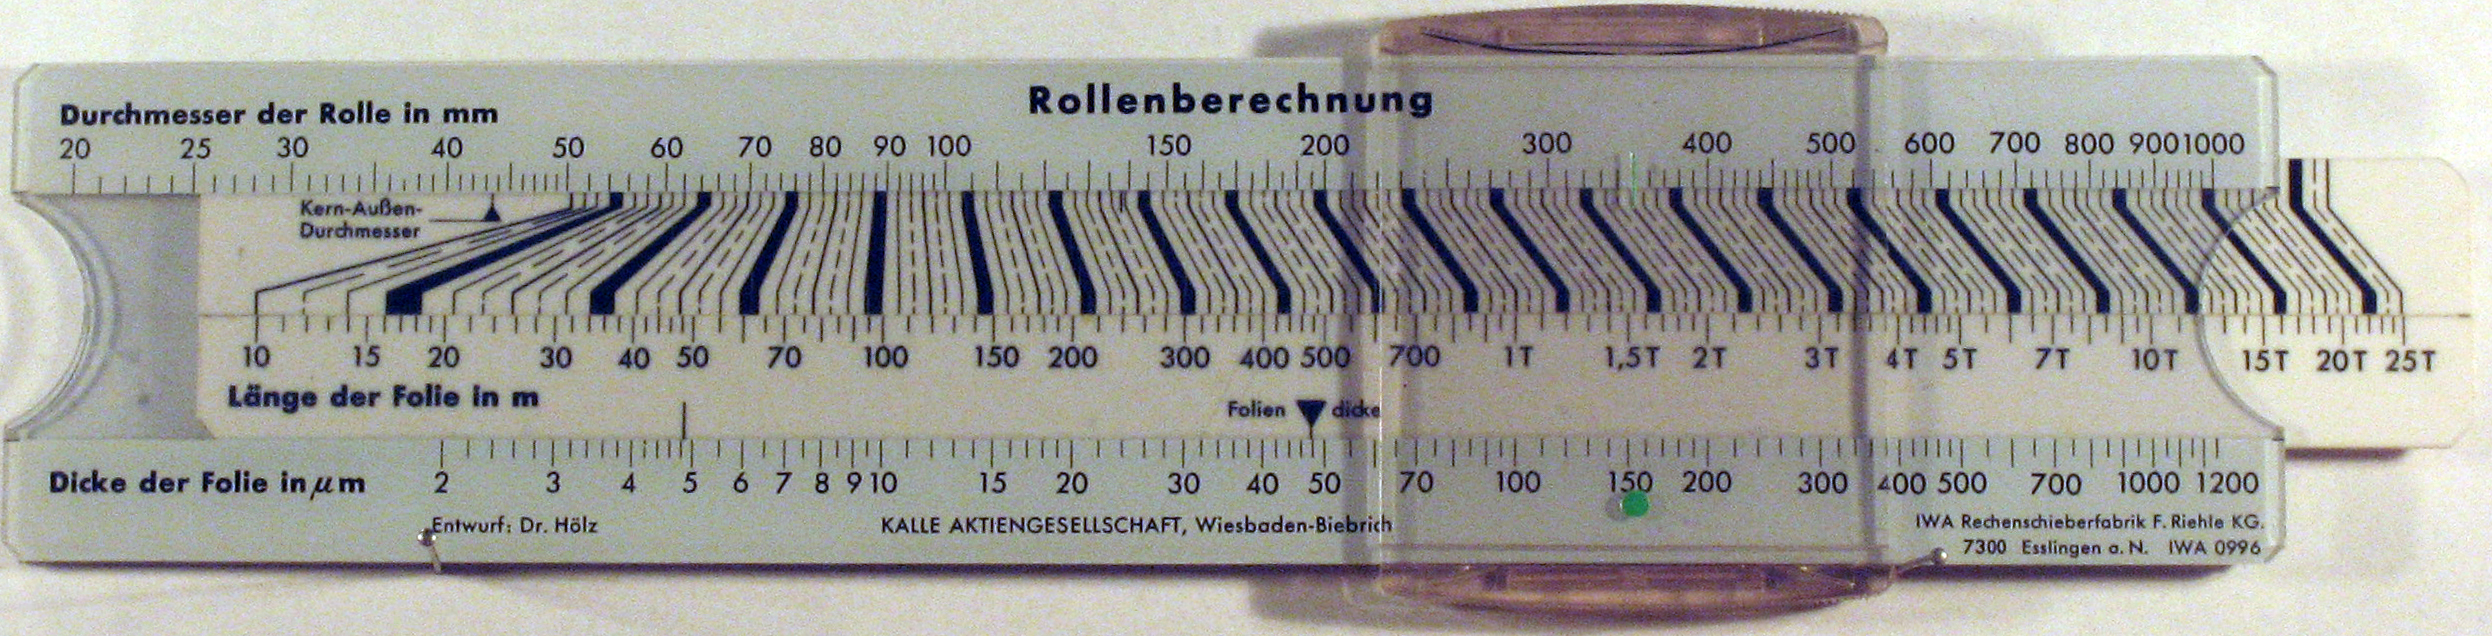 Rollenberechnung
Durchmesser der Rolle in mm
20 25 30 40 50 60 70 80 90 100 150 200 300 400 500 600 700 800 900 1000
Kern-Außen-
Durchmesser
10 15 20 30 40 50 70 100 150 200 300 400 500 700 1T 1,5T 2T 3T 4T 5T 7T 10T 15T 20T 25T
Länge der Folie in m
Folien dicke
Dicke der Folie in μm 2 3 4 5 6 7 8 9 10 15 20 30 40 50 70 100 150 200 300 400 500 700 1000 1200
Entwurf: Dr. Hölz KALLE AKTIENGESELLSCHAFT, Wiesbaden-Biebrich IWA Rechenschieberfabrik F. Riehle KG.
7300 Esslingen a. N. IWA 0996